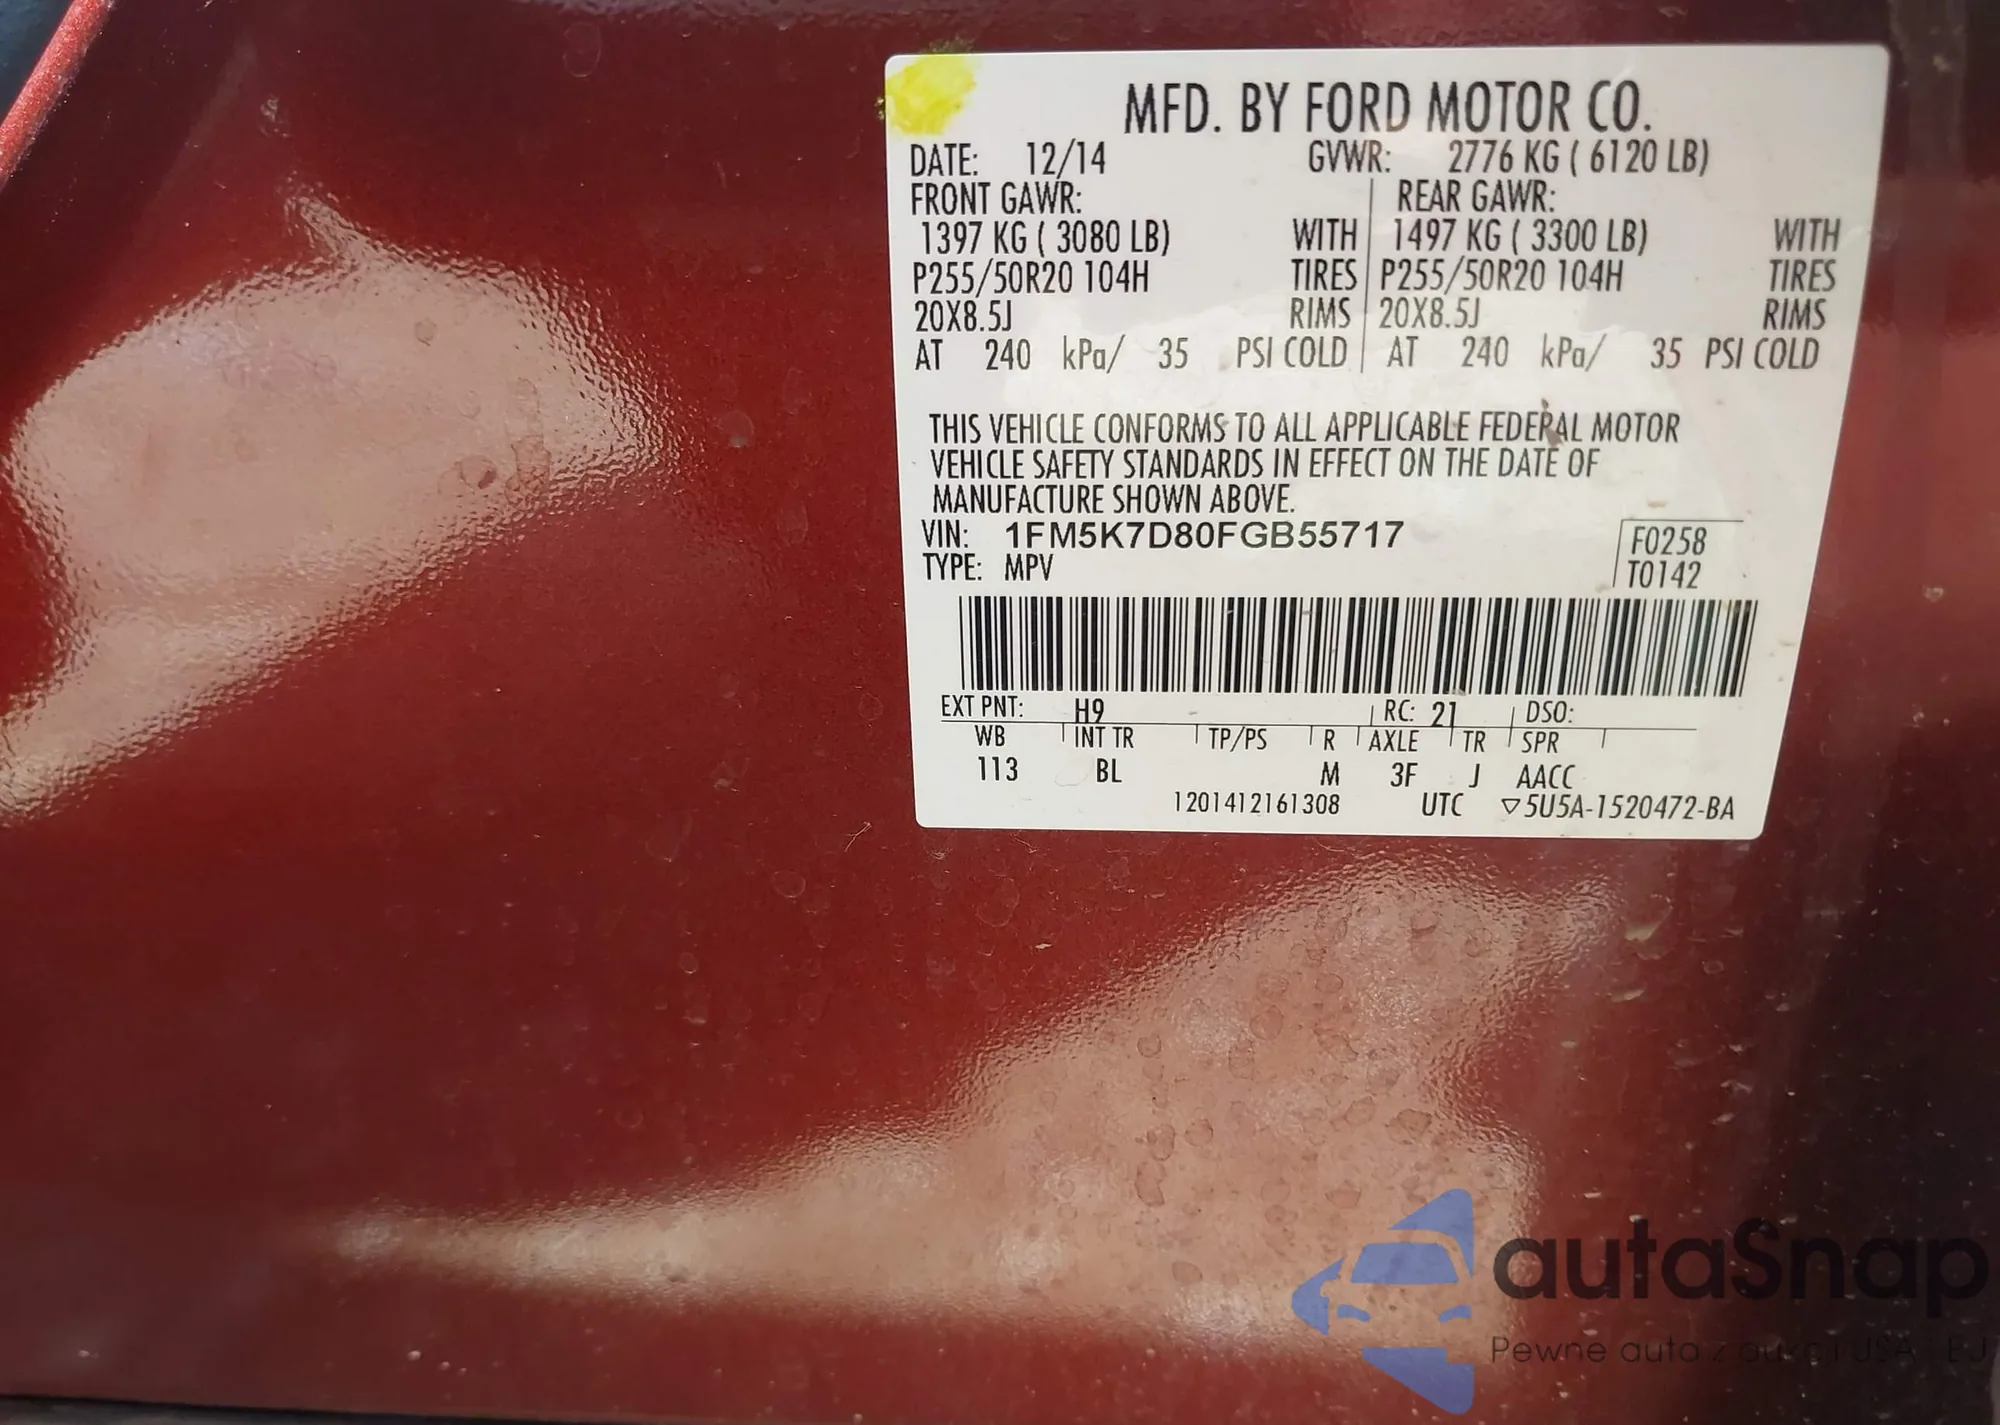 MFD. BY FORD MOTOR CO.
DATE: 12/14 GVWR: 2776 KG ( 6120 LB)
FRONT GAWR: REAR GAWR:
1397 KG ( 3080 LB) WITH 1497 KG ( 3300 LB) WITH
P255/50R20 104H TIRES P255/50R20 104H TIRES
20X8.5J RIMS 20X8.5J RIMS
AT 240 kPa/ 35 PSI COLD AT 240 kPa/ 35 PSI COLD
THIS VEHICLE CONFORMS TO ALL APPLICABLE FEDERAL MOTOR
VEHICLE SAFETY STANDARDS IN EFFECT ON THE DATE OF
MANUFACTURE SHOWN ABOVE.
VIN: 1FM5K7D80FGB55717 F0258
TYPE: MPV T0142
EXT PNT: H9 RC: 21 DSO:
WB INT TR TP/PS R AXLE TR SPR
113 BL M 3F J AACC
1201412161308 UTC ▽5U5A-1520472-BA
autaSnap
Pewne auta z aukcji USA